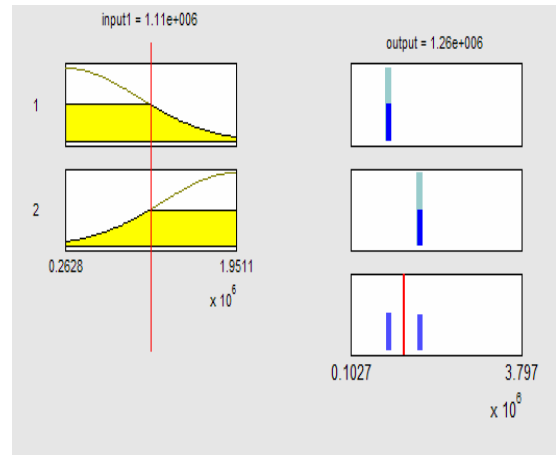 input1 = 1.11e+006
output = 1.26e+006
1
2
0.2628 1.9511
x 10^6
0.1027 3.797
x 10^6